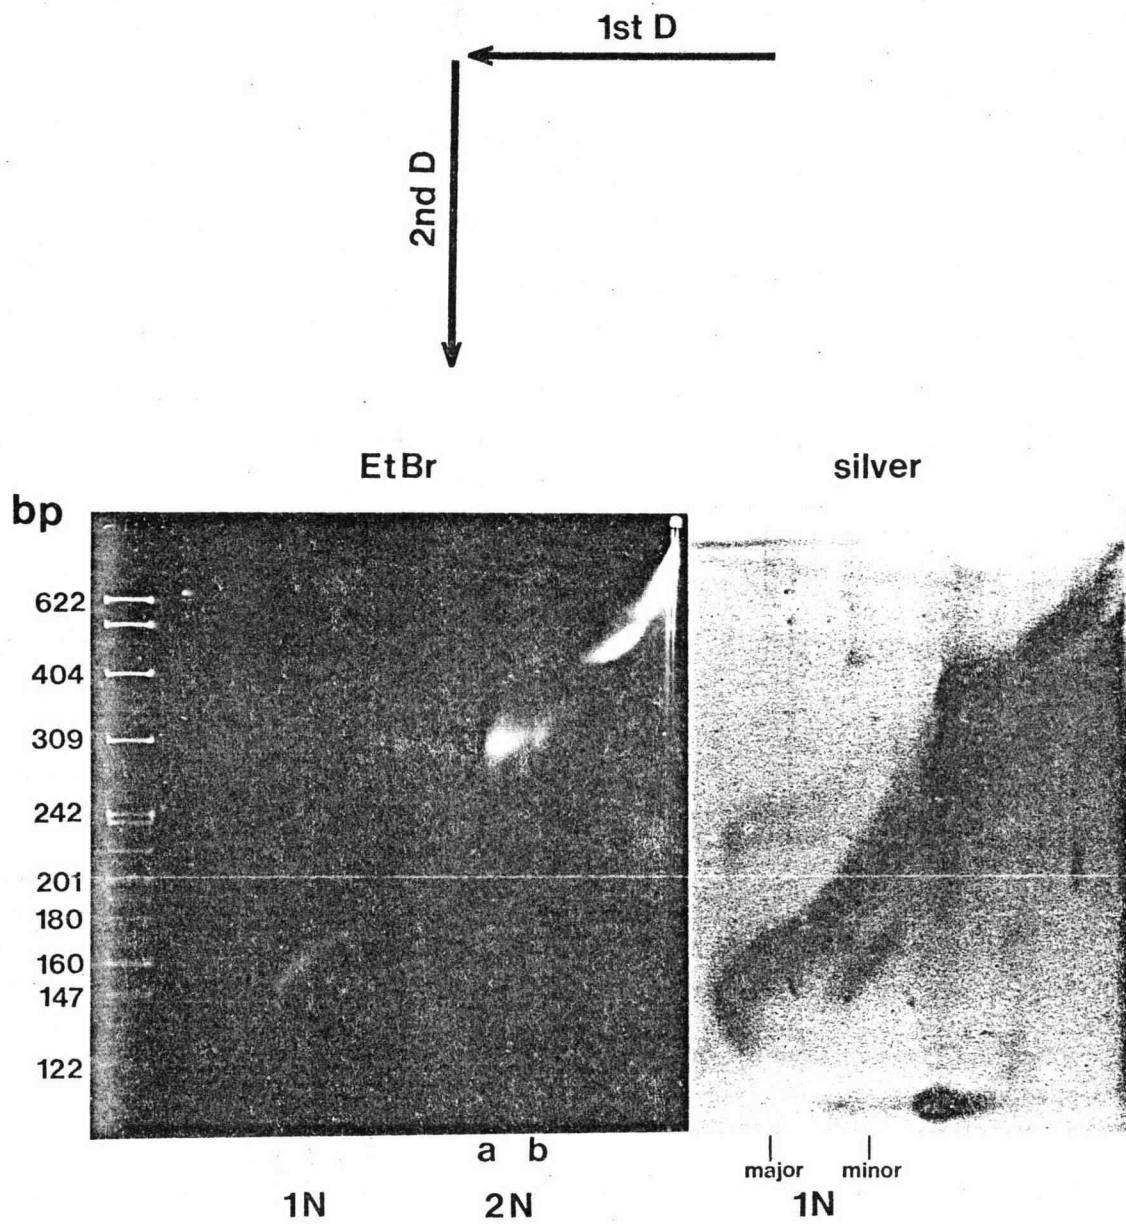 1st D
2nd D
EtBr
silver
bp
622
404
309
242
201
180
160
147
122
a b
major minor
1N 2N 1N